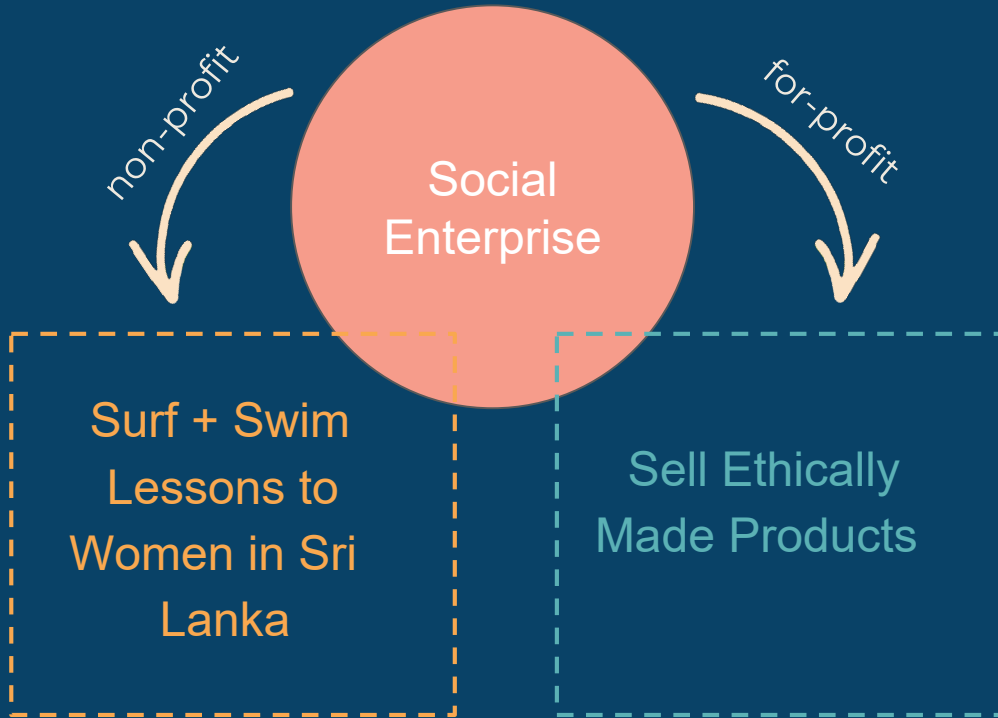 non-profit
for-profit
Social
Enterprise
Surf + Swim
Lessons to
Women in Sri
Lanka
Sell Ethically
Made Products